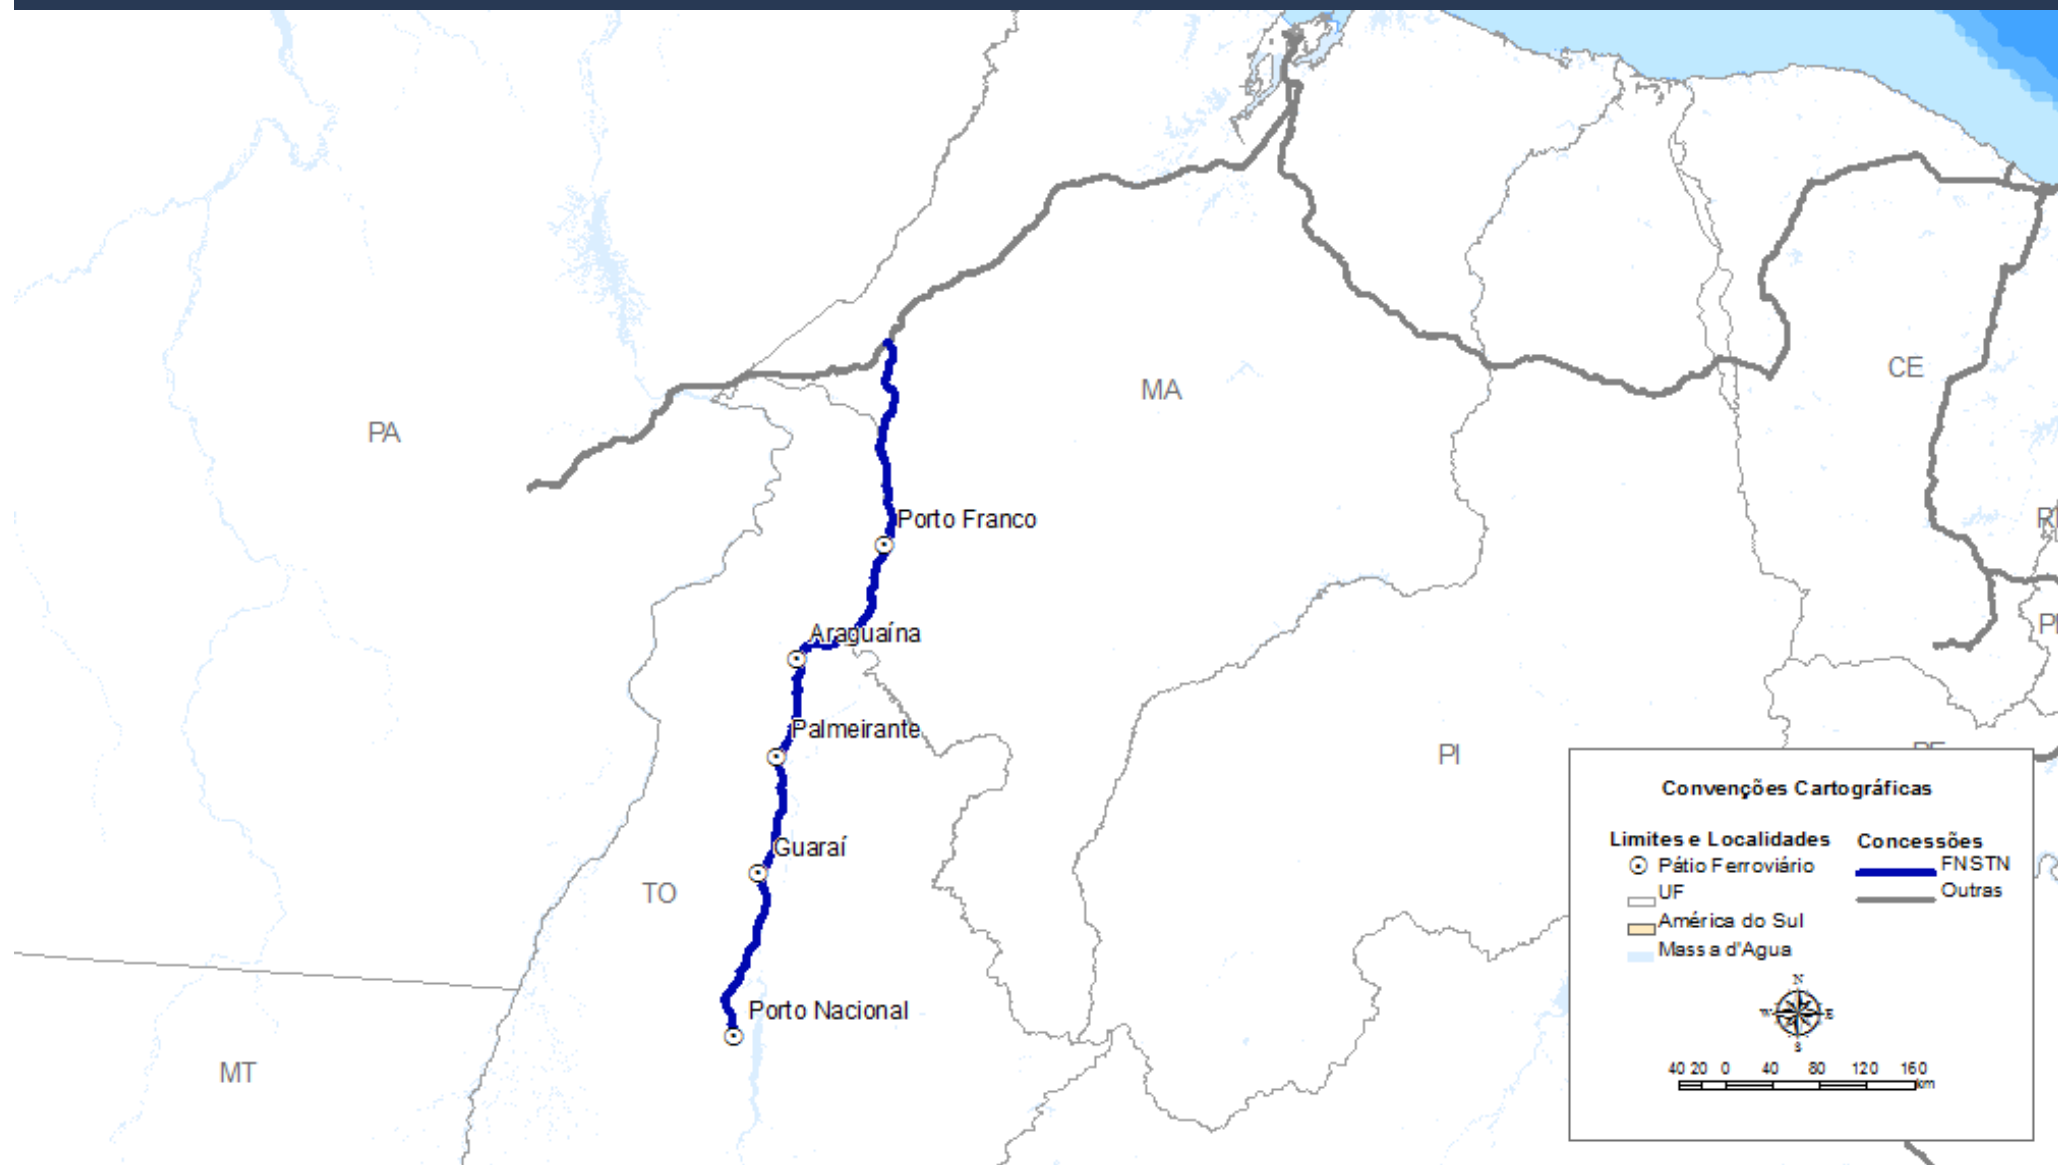 PA
MA
CE
Porto Franco
Araguaína
Palmeirante
PI
Guaraí
TO
Porto Nacional
MT
Convenções Cartográficas
Limites e Localidades
Pátio Ferroviário
UF
América do Sul
Massa d'Agua
Concessões
FNSTN
Outras
N
W E
S
40 20 0 40 80 120 160
km